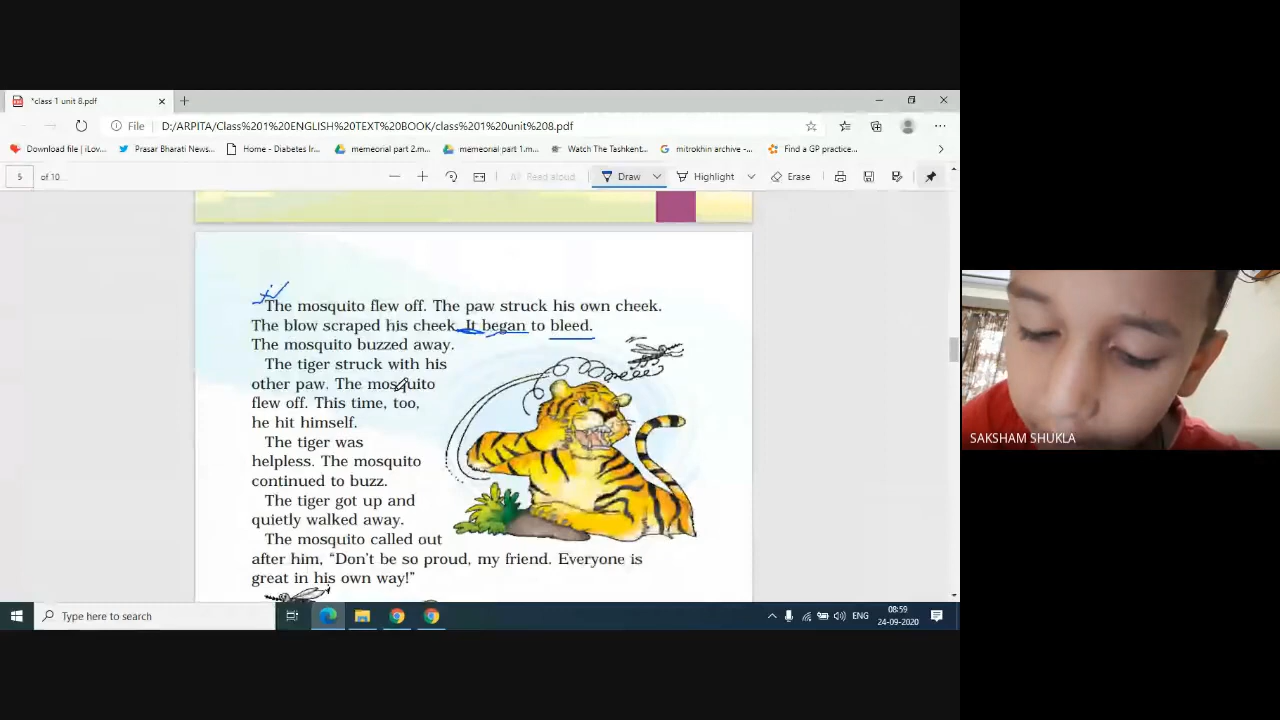 *class 1 unit 8.pdf
File D:/ARPITA/Class%201%20ENGLISH%20TEXT%20BOOK/class%201%20unit%208.pdf
Download file | iLov... Prasar Bharati News... Home - Diabetes Ir... memeorial part 2.m... memeorial part 1.m... Watch The Tashkent... mitrokhin archive -... Find a GP practice...
5 of 10 Read aloud Draw Highlight Erase
The mosquito flew off. The paw struck his own cheek.
The blow scraped his cheek. It began to bleed.
The mosquito buzzed away.
The tiger struck with his
other paw. The mosquito
flew off. This time, too,
he hit himself.
The tiger was
helpless. The mosquito
continued to buzz.
The tiger got up and
quietly walked away.
The mosquito called out
after him, “Don't be so proud, my friend. Everyone is
great in his own way!”
SAKSHAM SHUKLA
Type here to search ENG 08:59
24-09-2020